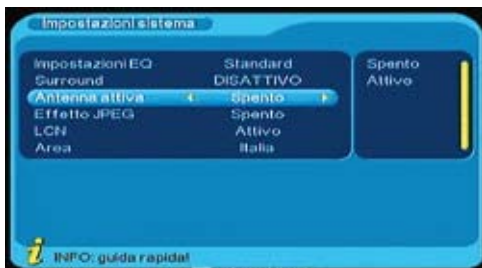 Impostazioni sistema
Impostazioni EQ Standard
Surround DISATTIVO
Antenna attiva Spento
Effetto JPEG Spento
LCN Attivo
Area Italia
Spento
Attivo
i INFO: guida rapida!